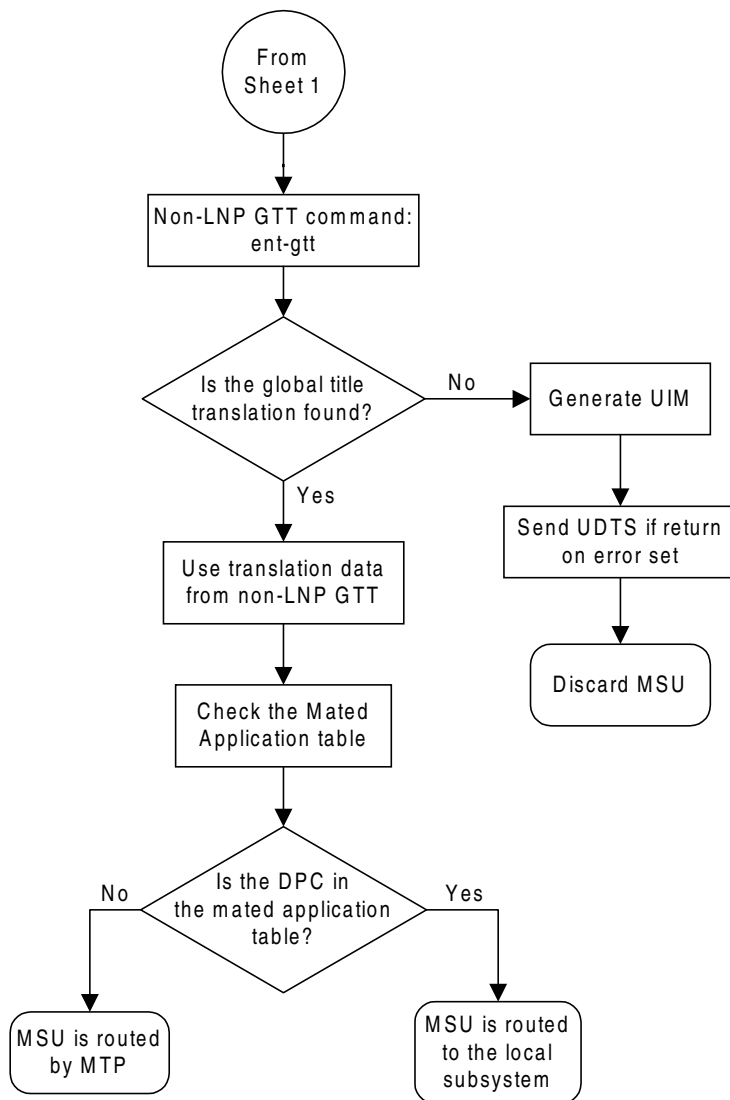 From
Sheet 1
Non-LNP GTT command:
ent-gtt
Is the global title
translation found?
No
Generate UIM
Yes
Send UDTS if return
on error set
Use translation data
from non-LNP GTT
Discard MSU
Check the Mated
Application table
Is the DPC in
the mated application
table?
No
Yes
MSU is routed
by MTP
MSU is routed
to the local
subsystem